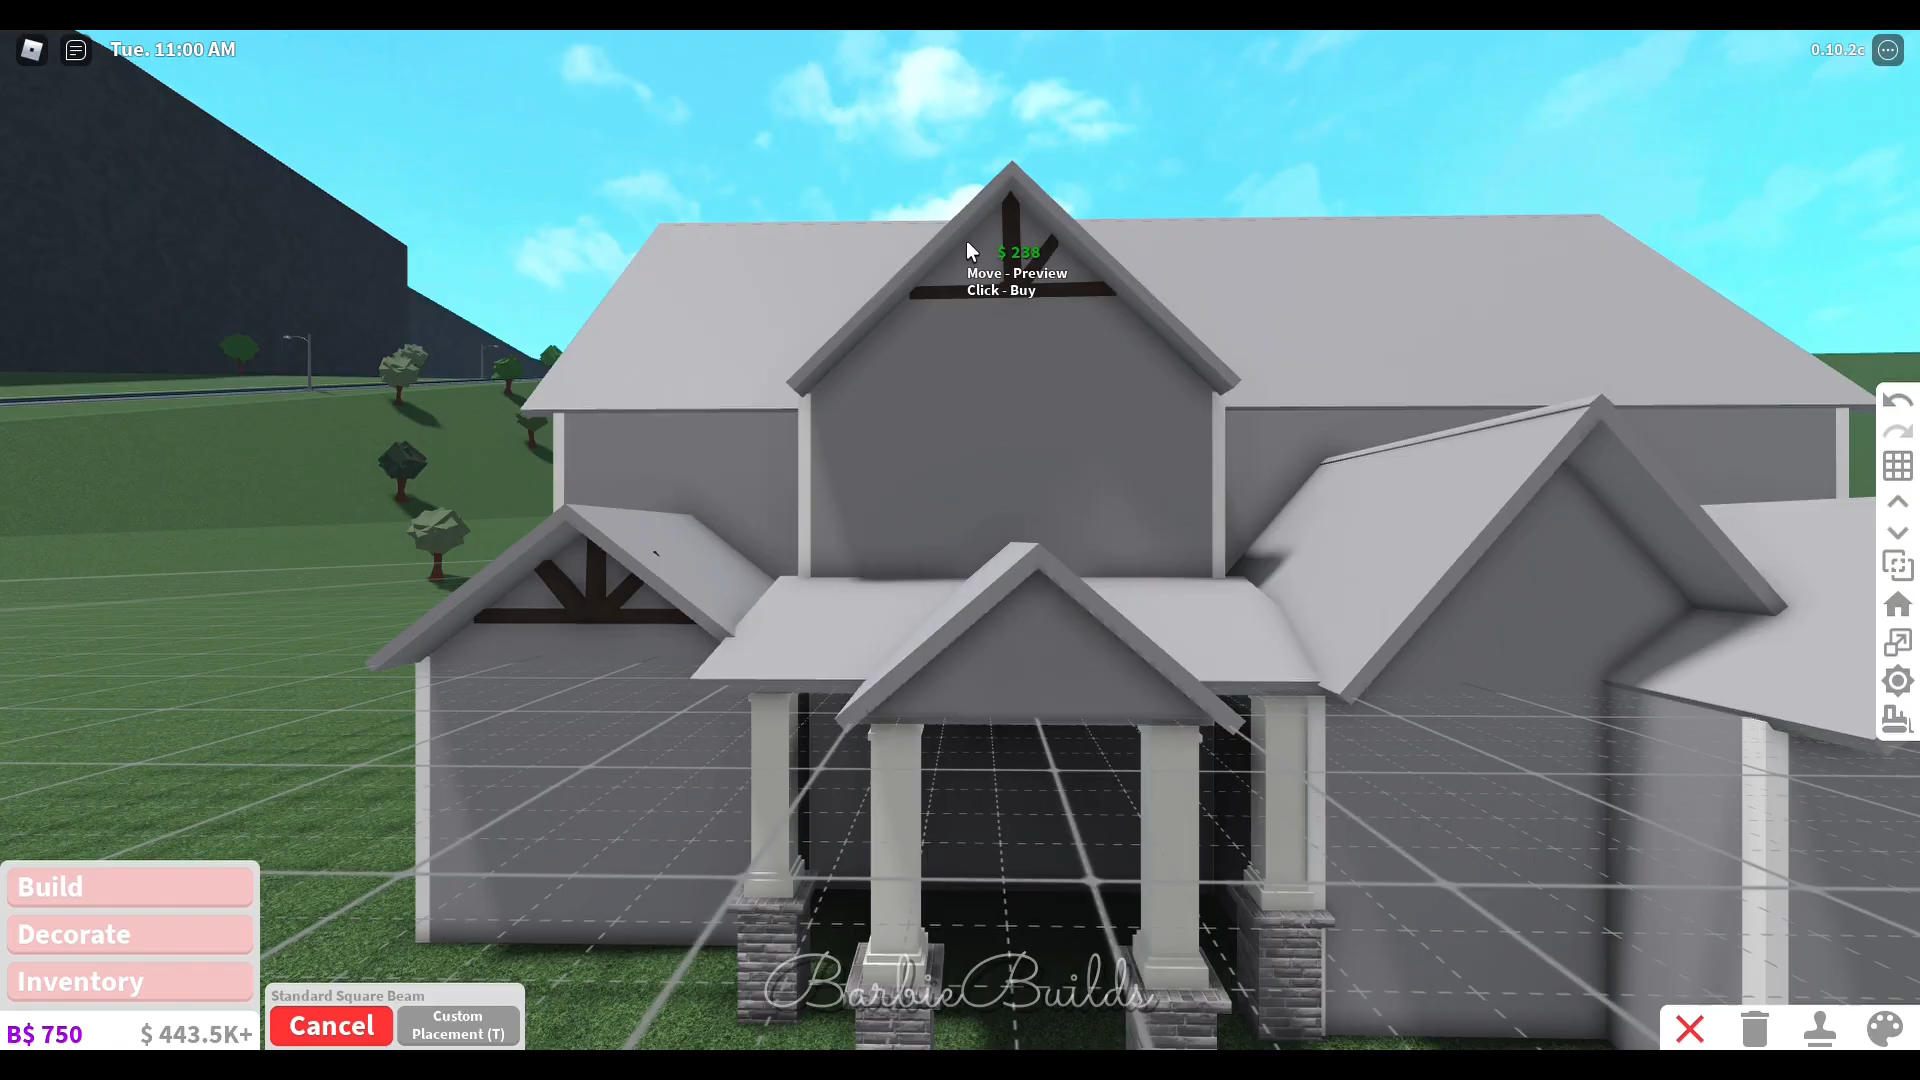 Tue. 11:00 AM
0.10.2c
$ 238
Move - Preview
Click - Buy
Build
Decorate
Inventory
B$ 750
$ 443.5K+
Standard Square Beam
Cancel
Custom
Placement (T)
BarbieBuilds